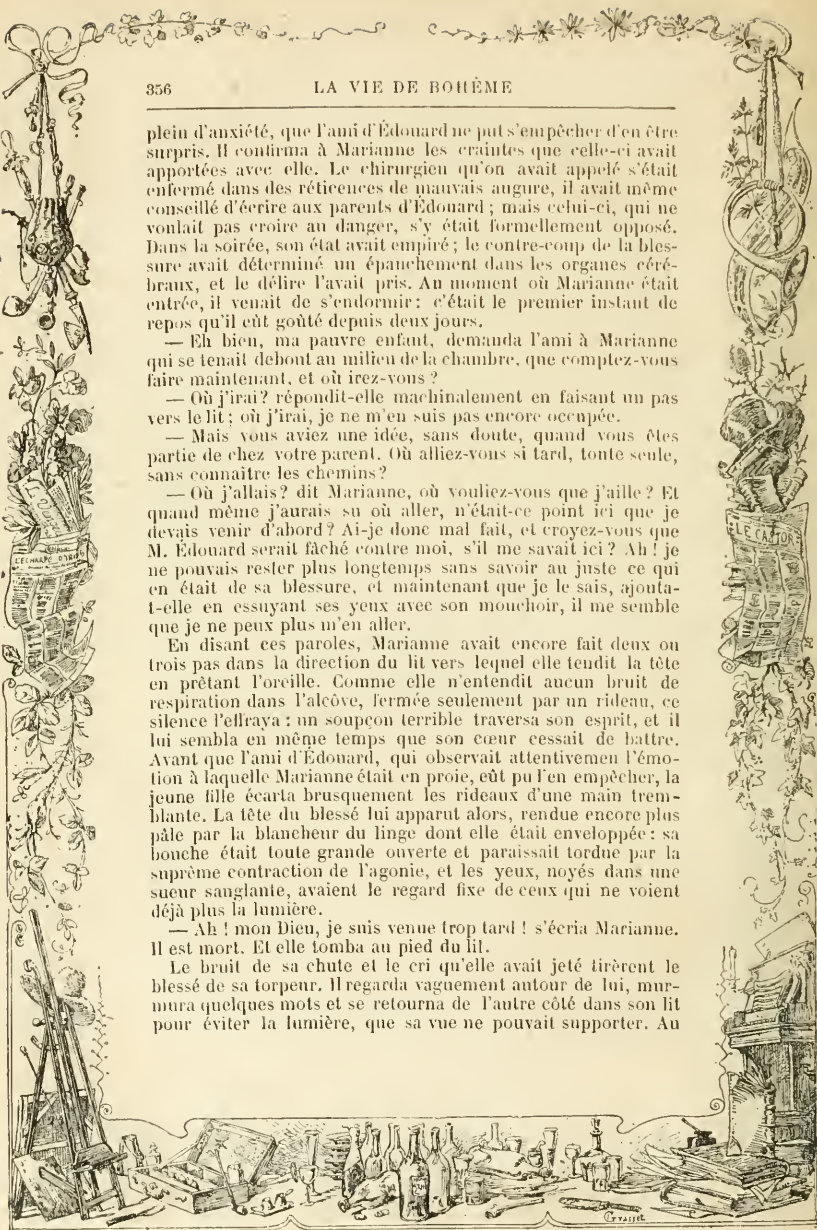 356 LA VIE DE BOHÈME
plein d'anxiété, que l'ami d'Édouard ne put s'empêcher d'en être
surpris. Il confirma à Marianne les craintes que celle-ci avait
apportées avec elle. Le chirurgien qu'on avait appelé s'était
enfermé dans des réticences de mauvais augure, il avait même
conseillé d'écrire aux parents d'Édouard ; mais celui-ci, qui ne
voulait pas croire au danger, s'y était formellement opposé.
Dans la soirée, son état avait empiré ; le contre-coup de la bles-
sure avait déterminé un épanchement dans les organes céré-
braux, et le délire l'avait pris. Au moment où Marianne était
entrée, il venait de s'endormir : c'était le premier instant de
repos qu'il eût goûté depuis deux jours.
— Eh bien, ma pauvre enfant, demanda l'ami à Marianne
qui se tenait debout au milieu de la chambre, que comptez-vous
faire maintenant, et où irez-vous ?
— Où j'irai ? répondit-elle machinalement en faisant un pas
vers le lit ; où j'irai, je ne m'en suis pas encore occupée.
— Mais vous aviez une idée, sans doute, quand vous êtes
partie de chez votre parent. Où alliez-vous si tard, toute seule,
sans connaître les chemins ?
— Où j'allais ? dit Marianne, où vouliez-vous que j'aille ? Et
quand même j'aurais su où aller, n'était-ce point ici que je
devais venir d'abord ? Ai-je donc mal fait, et croyez-vous que
M. Édouard serait fâché contre moi, s'il me savait ici ? Ah ! je
ne pouvais rester plus longtemps sans savoir au juste ce qui
en était de sa blessure, et maintenant que je le sais, ajouta-
t-elle en essuyant ses yeux avec son mouchoir, il me semble
que je ne peux plus m'en aller.
En disant ces paroles, Marianne avait encore fait deux ou
trois pas dans la direction du lit vers lequel elle tendit la tête
en prêtant l'oreille. Comme elle n'entendit aucun bruit de
respiration dans l'alcôve, fermée seulement par un rideau, ce
silence l'effraya : un soupçon terrible traversa son esprit, et il
lui sembla en même temps que son cœur cessait de battre.
Avant que l'ami d'Édouard, qui observait attentivemen l'émo-
tion à laquelle Marianne était en proie, eût pu l'en empêcher, la
jeune fille écarta brusquement les rideaux d'une main trem-
blante. La tête du blessé lui apparut alors, rendue encore plus
pâle par la blancheur du linge dont elle était enveloppée : sa
bouche était toute grande ouverte et paraissait tordue par la
suprême contraction de l'agonie, et les yeux, noyés dans une
sueur sanglante, avaient le regard fixe de ceux qui ne voient
déjà plus la lumière.
— Ah ! mon Dieu, je suis venue trop tard ! s'écria Marianne.
Il est mort. Et elle tomba au pied du lit.
Le bruit de sa chute et le cri qu'elle avait jeté tirèrent le
blessé de sa torpeur. Il regarda vaguement autour de lui, mur-
mura quelques mots et se retourna de l'autre côté dans son lit
pour éviter la lumière, que sa vue ne pouvait supporter. Au
L'ECHARPE D'IRIS
LE CASTOR
Grasset